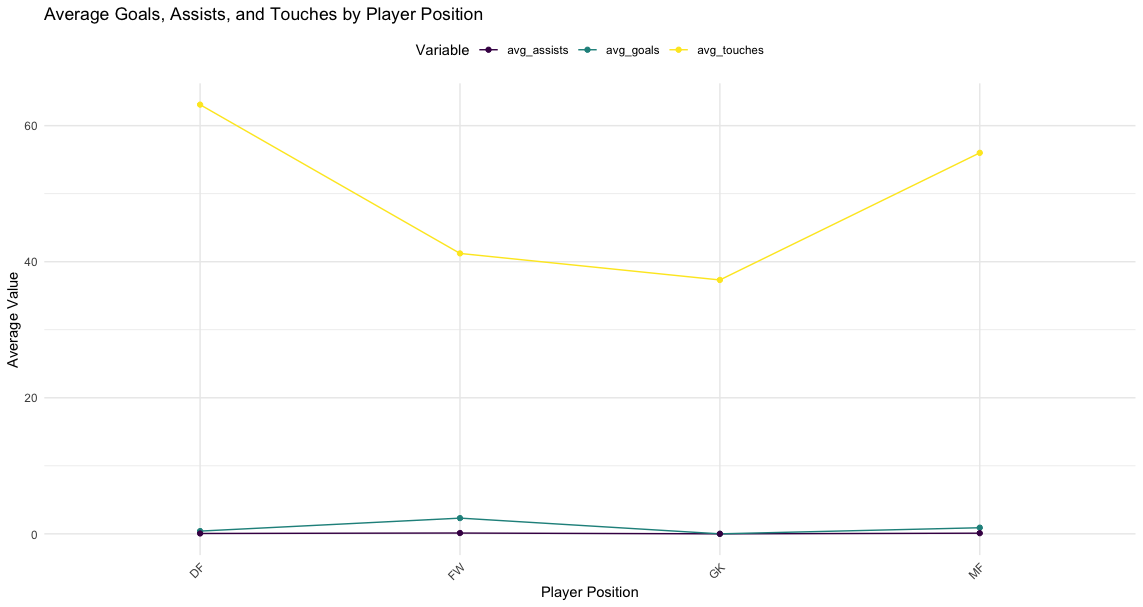 Average Goals, Assists, and Touches by Player Position
Variable avg_assists avg_goals avg_touches
60
40
20
0
Average Value
DF FW GK MF
Player Position